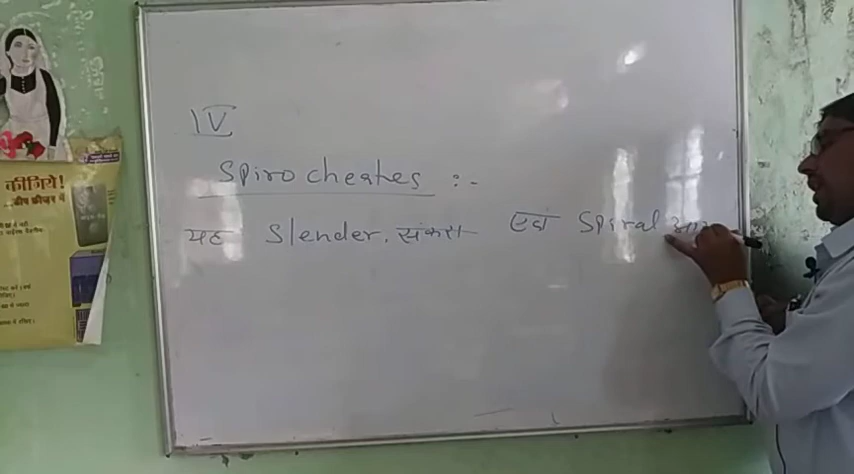 IV
Spirocheates :-
यह Slender, संकरा एवं Spiral आ
कीजिये!